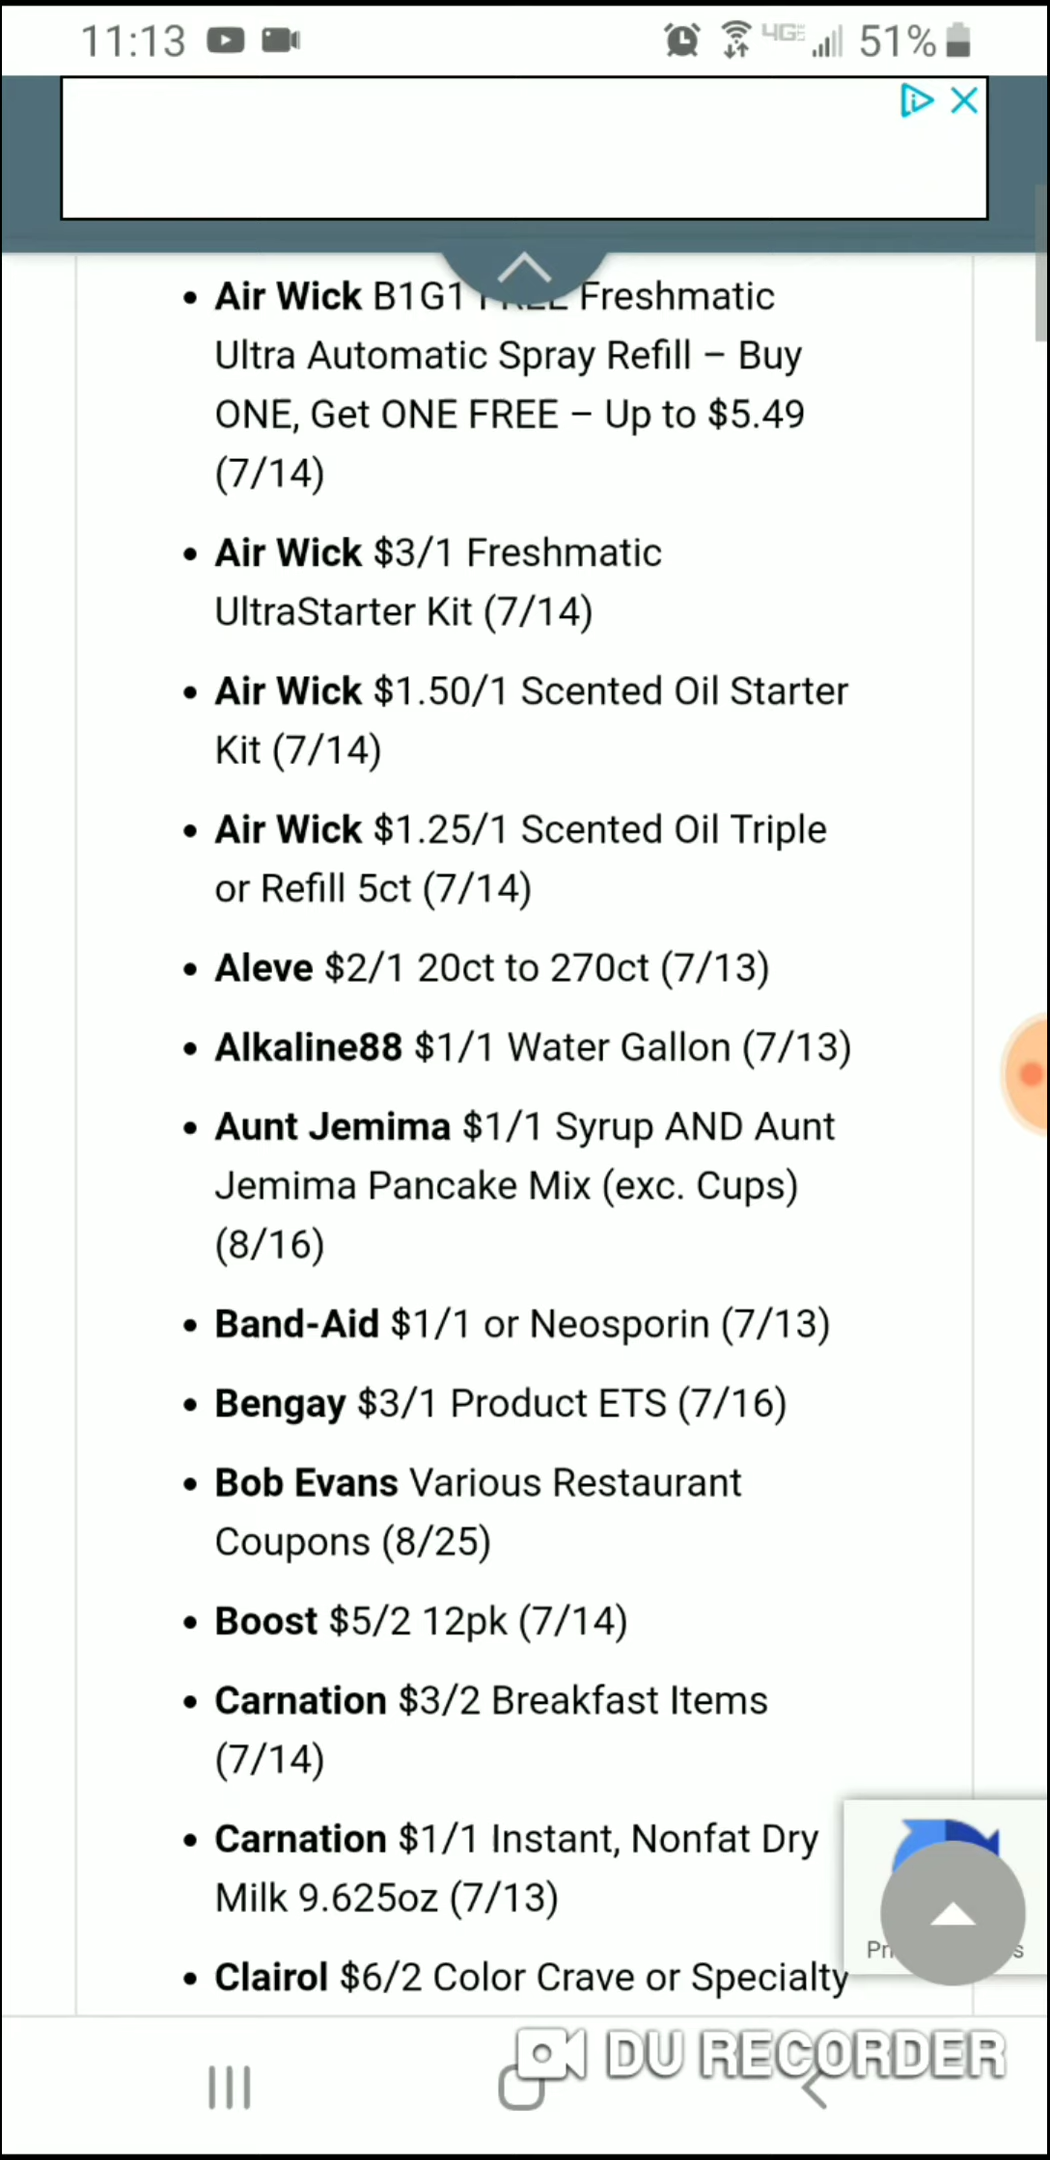 11:13 4GE 51%
Air Wick B1G1 FREE Freshmatic
Ultra Automatic Spray Refill – Buy
ONE, Get ONE FREE – Up to $5.49
(7/14)
Air Wick $3/1 Freshmatic
UltraStarter Kit (7/14)
Air Wick $1.50/1 Scented Oil Starter
Kit (7/14)
Air Wick $1.25/1 Scented Oil Triple
or Refill 5ct (7/14)
Aleve $2/1 20ct to 270ct (7/13)
Alkaline88 $1/1 Water Gallon (7/13)
Aunt Jemima $1/1 Syrup AND Aunt
Jemima Pancake Mix (exc. Cups)
(8/16)
Band-Aid $1/1 or Neosporin (7/13)
Bengay $3/1 Product ETS (7/16)
Bob Evans Various Restaurant
Coupons (8/25)
Boost $5/2 12pk (7/14)
Carnation $3/2 Breakfast Items
(7/14)
Carnation $1/1 Instant, Nonfat Dry
Milk 9.625oz (7/13)
Clairol $6/2 Color Crave or Specialty
DU RECORDER